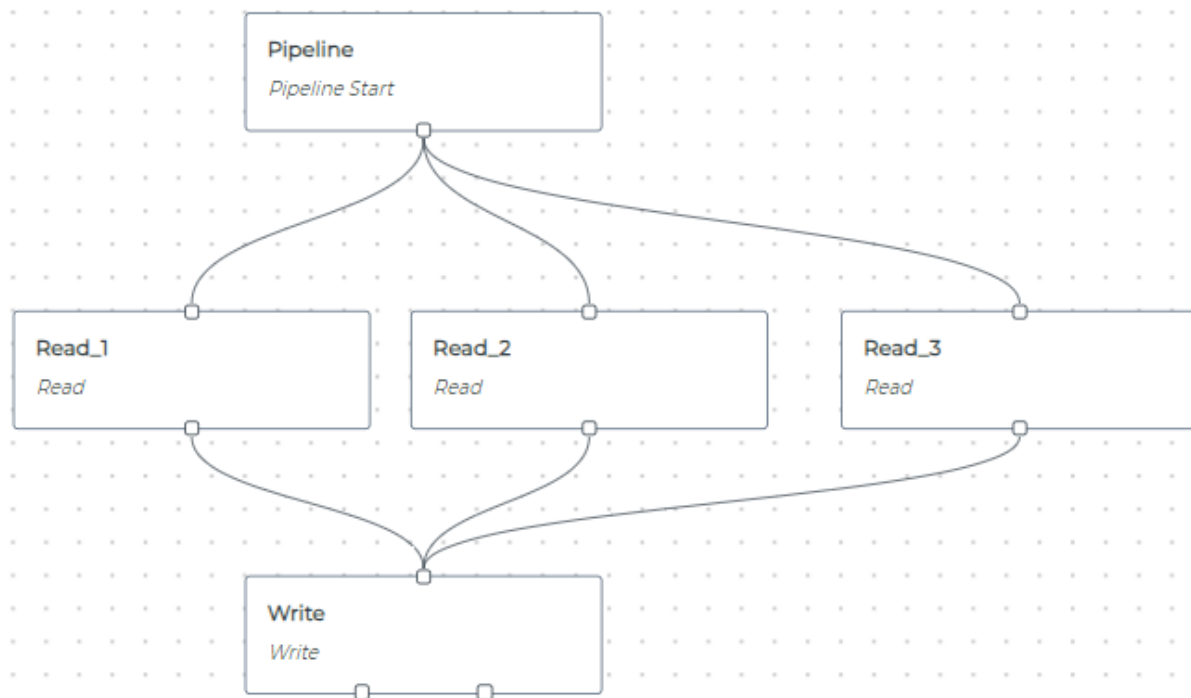 Pipeline
Pipeline Start
Read_1
Read
Read_2
Read
Read_3
Read
Write
Write